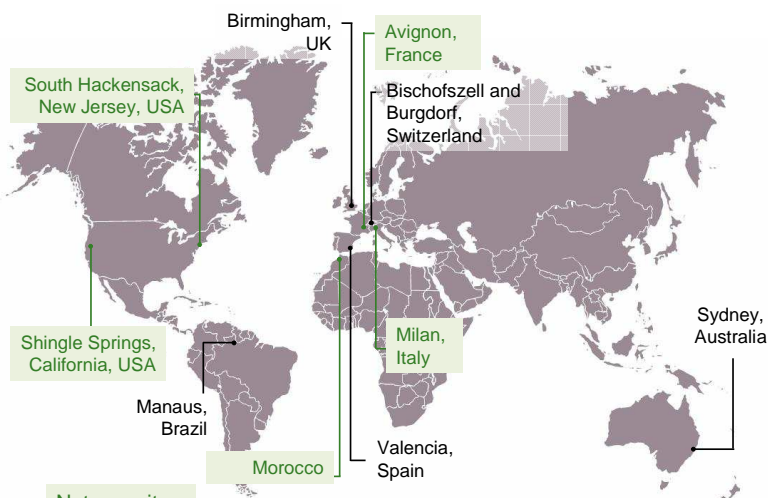 Birmingham,
UK
Avignon,
France
South Hackensack,
New Jersey, USA
Bischofszell and
Burgdorf,
Switzerland
Sydney,
Australia
Shingle Springs,
California, USA
Milan,
Italy
Manaus,
Brazil
Valencia,
Spain
Morocco